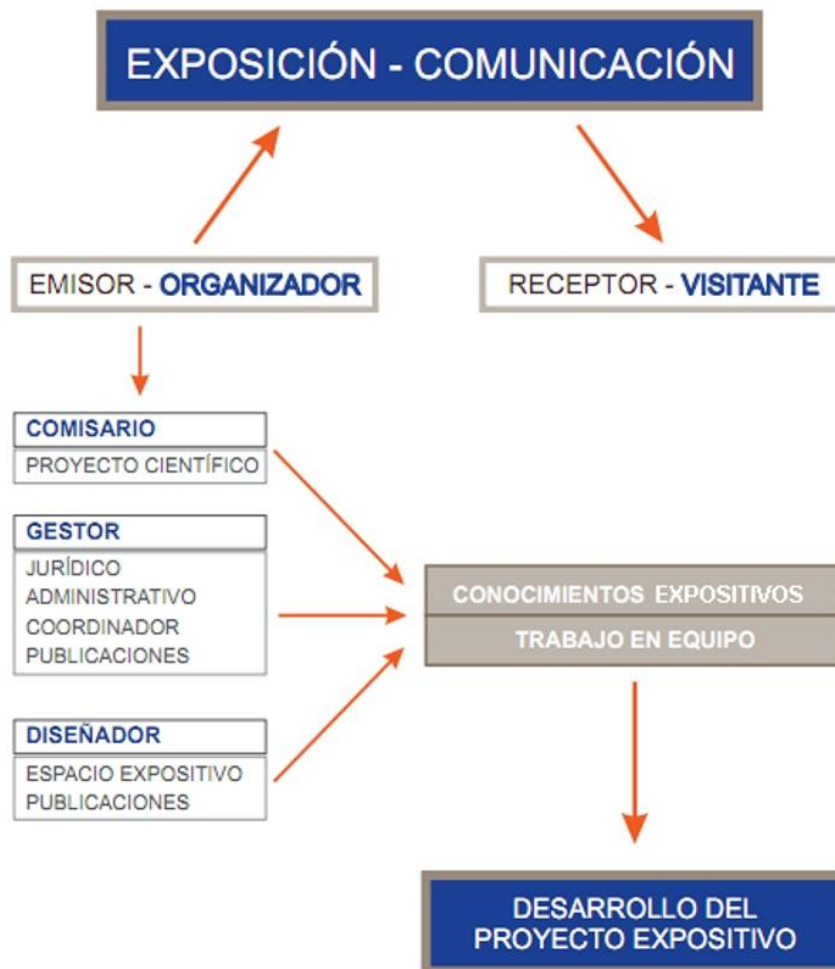 EXPOSICIÓN - COMUNICACIÓN
EMISOR - ORGANIZADOR
RECEPTOR - VISITANTE
COMISARIO
PROYECTO CIENTÍFICO
GESTOR
JURÍDICO
ADMINISTRATIVO
COORDINADOR
PUBLICACIONES
DISEÑADOR
ESPACIO EXPOSITIVO
PUBLICACIONES
CONOCIMIENTOS EXPOSITIVOS
TRABAJO EN EQUIPO
DESARROLLO DEL
PROYECTO EXPOSITIVO